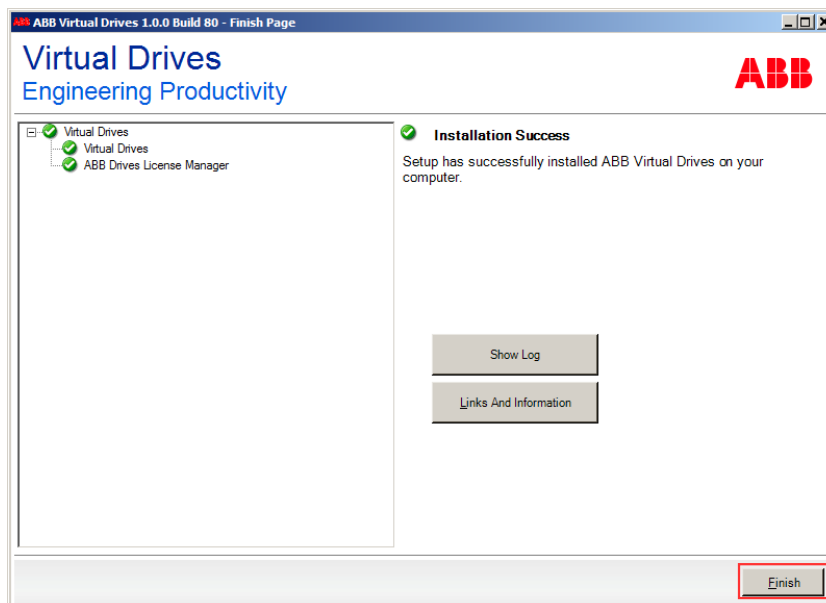 ABB ABB Virtual Drives 1.0.0 Build 80 - Finish Page
Virtual Drives
Engineering Productivity
ABB
Virtual Drives
Virtual Drives
ABB Drives License Manager
Installation Success
Setup has successfully installed ABB Virtual Drives on your
computer.
Show Log
Links And Information
Finish